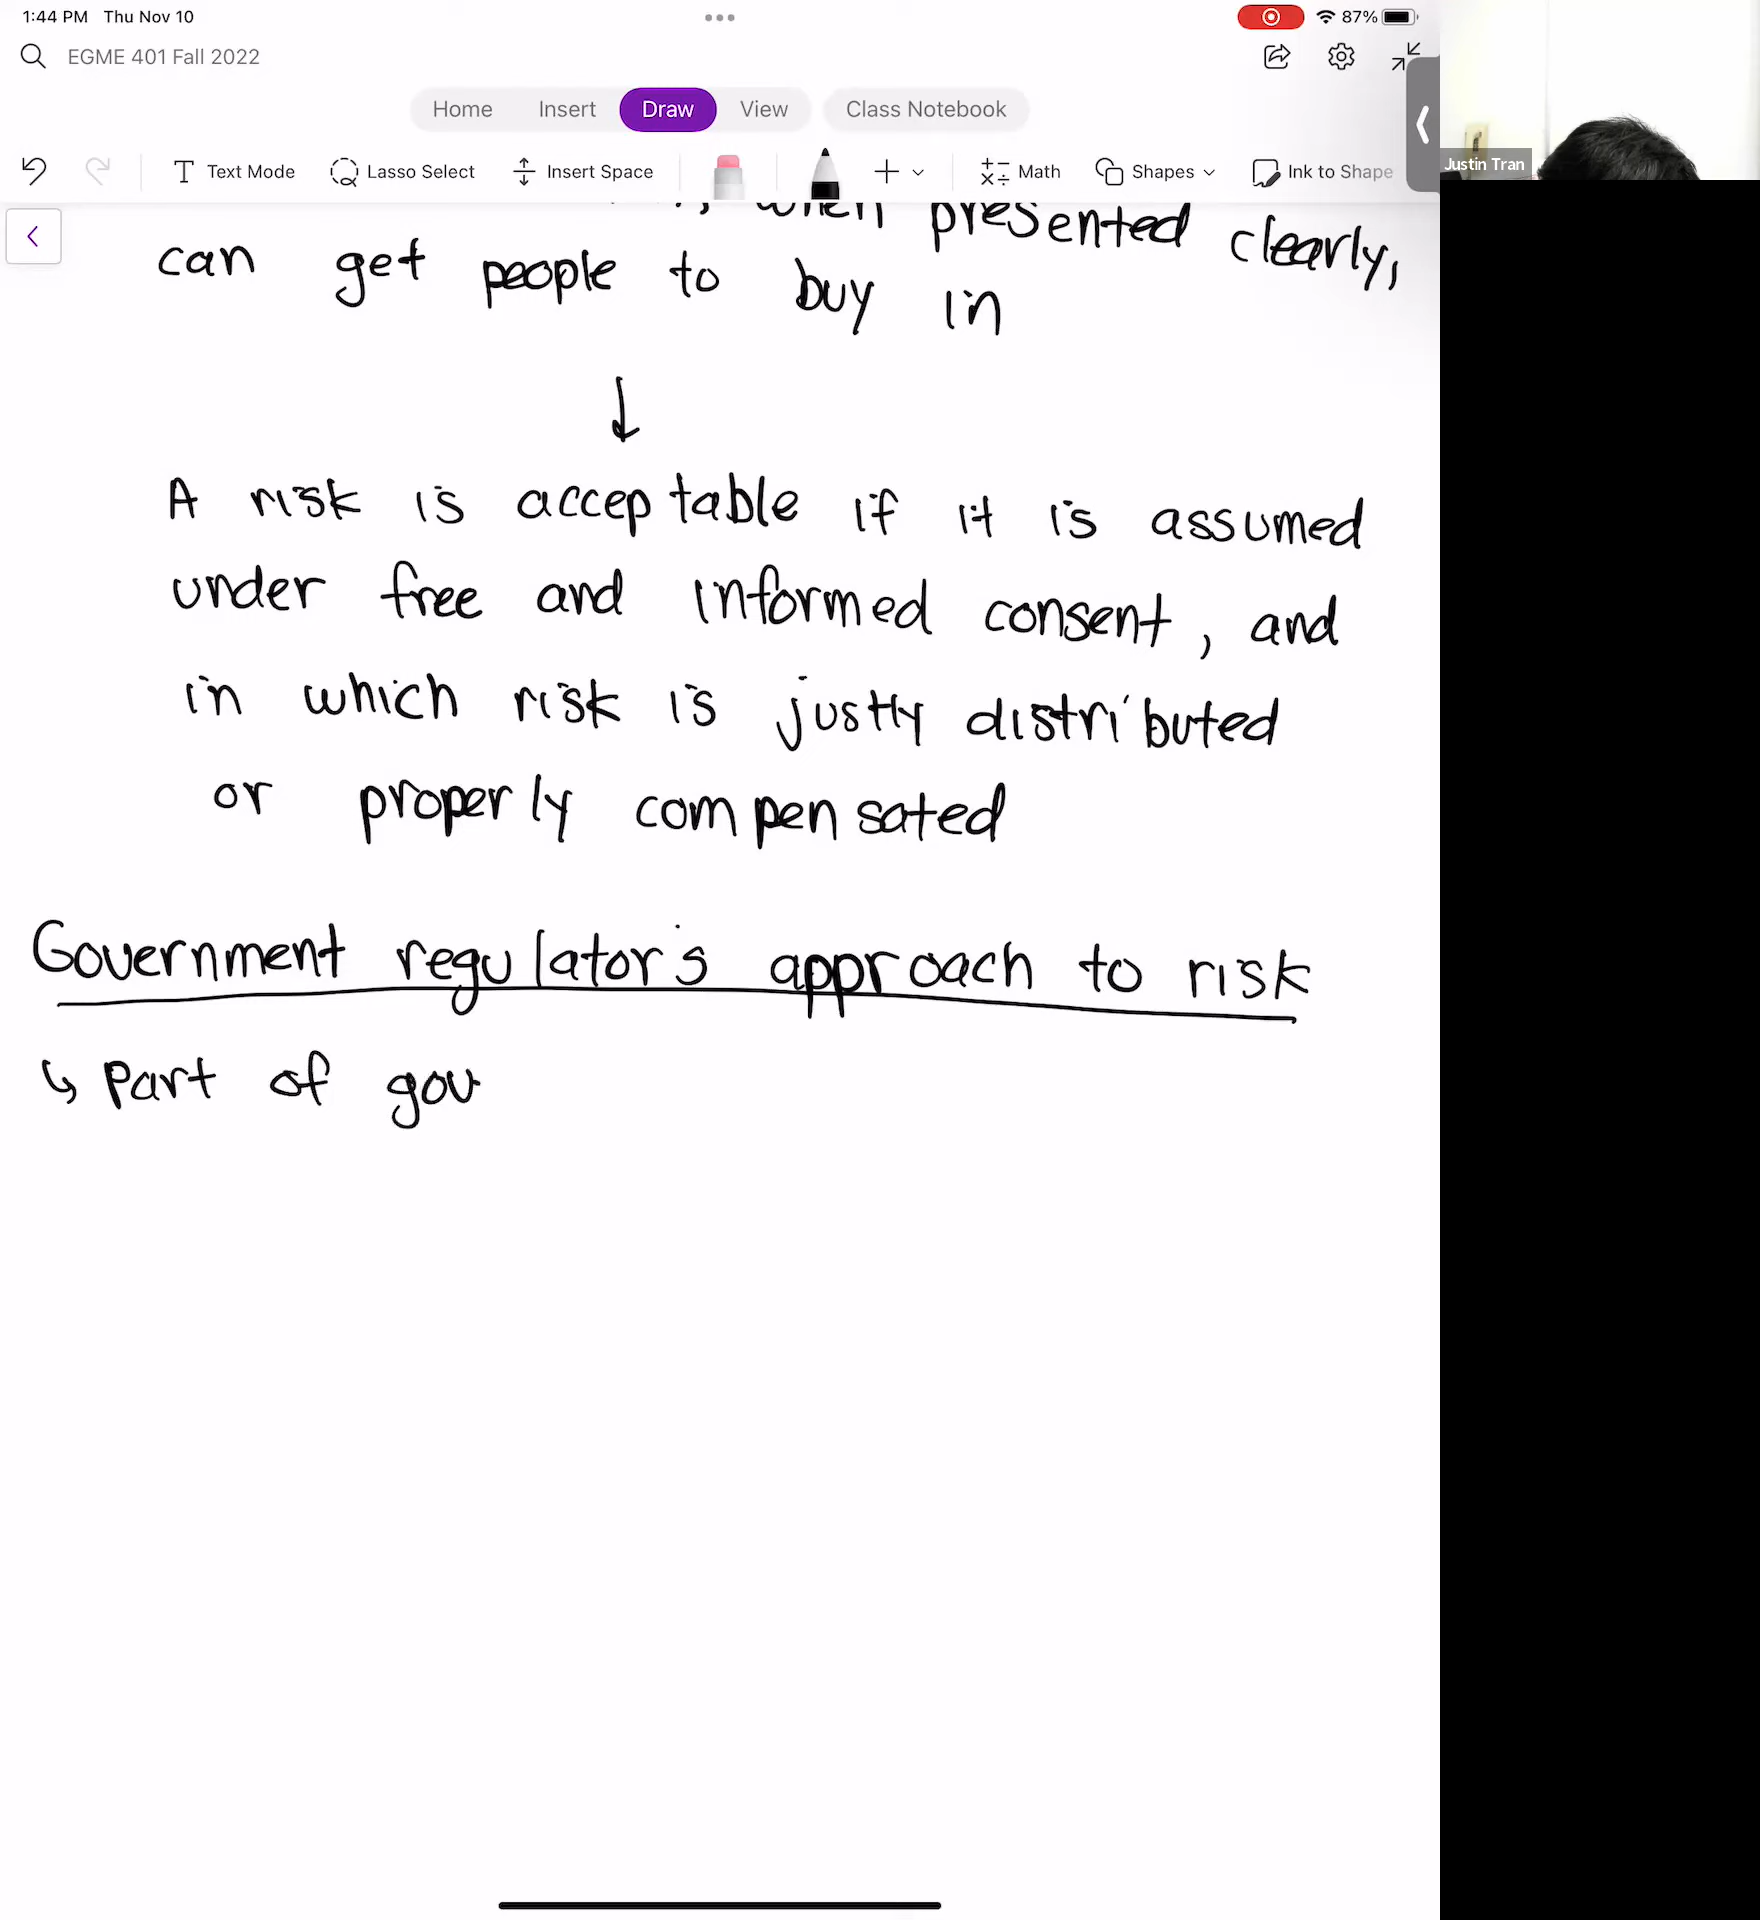 1:44 PM Thu Nov 10
87%
EGME 401 Fall 2022
Home Insert Draw View Class Notebook
Text Mode Lasso Select Insert Space Math Shapes Ink to Shape
Justin Tran
when presented clearly,
can get people to buy in
A risk is acceptable if it is assumed
under free and informed consent, and
in which risk is justly distributed
or properly compensated
Government regulator's approach to risk
↳ Part of gov